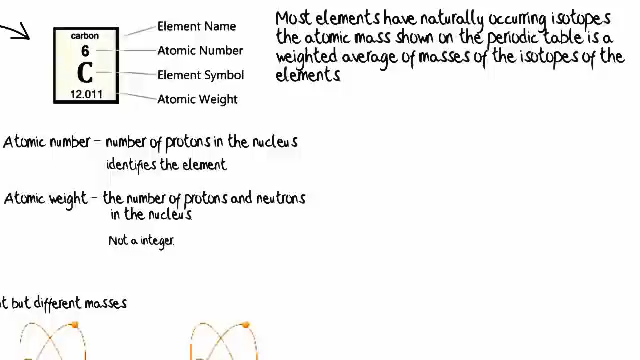 carbon
6
C
12.011
Element Name
Atomic Number
Element Symbol
Atomic Weight
Most elements have naturally occurring isotopes
the atomic mass shown on the periodic table is a
weighted average of masses of the isotopes of the
elements
Atomic number - number of protons in the nucleus
identifies the element
Atomic weight - the number of protons and neutrons
in the nucleus
Not a integer.
but different masses